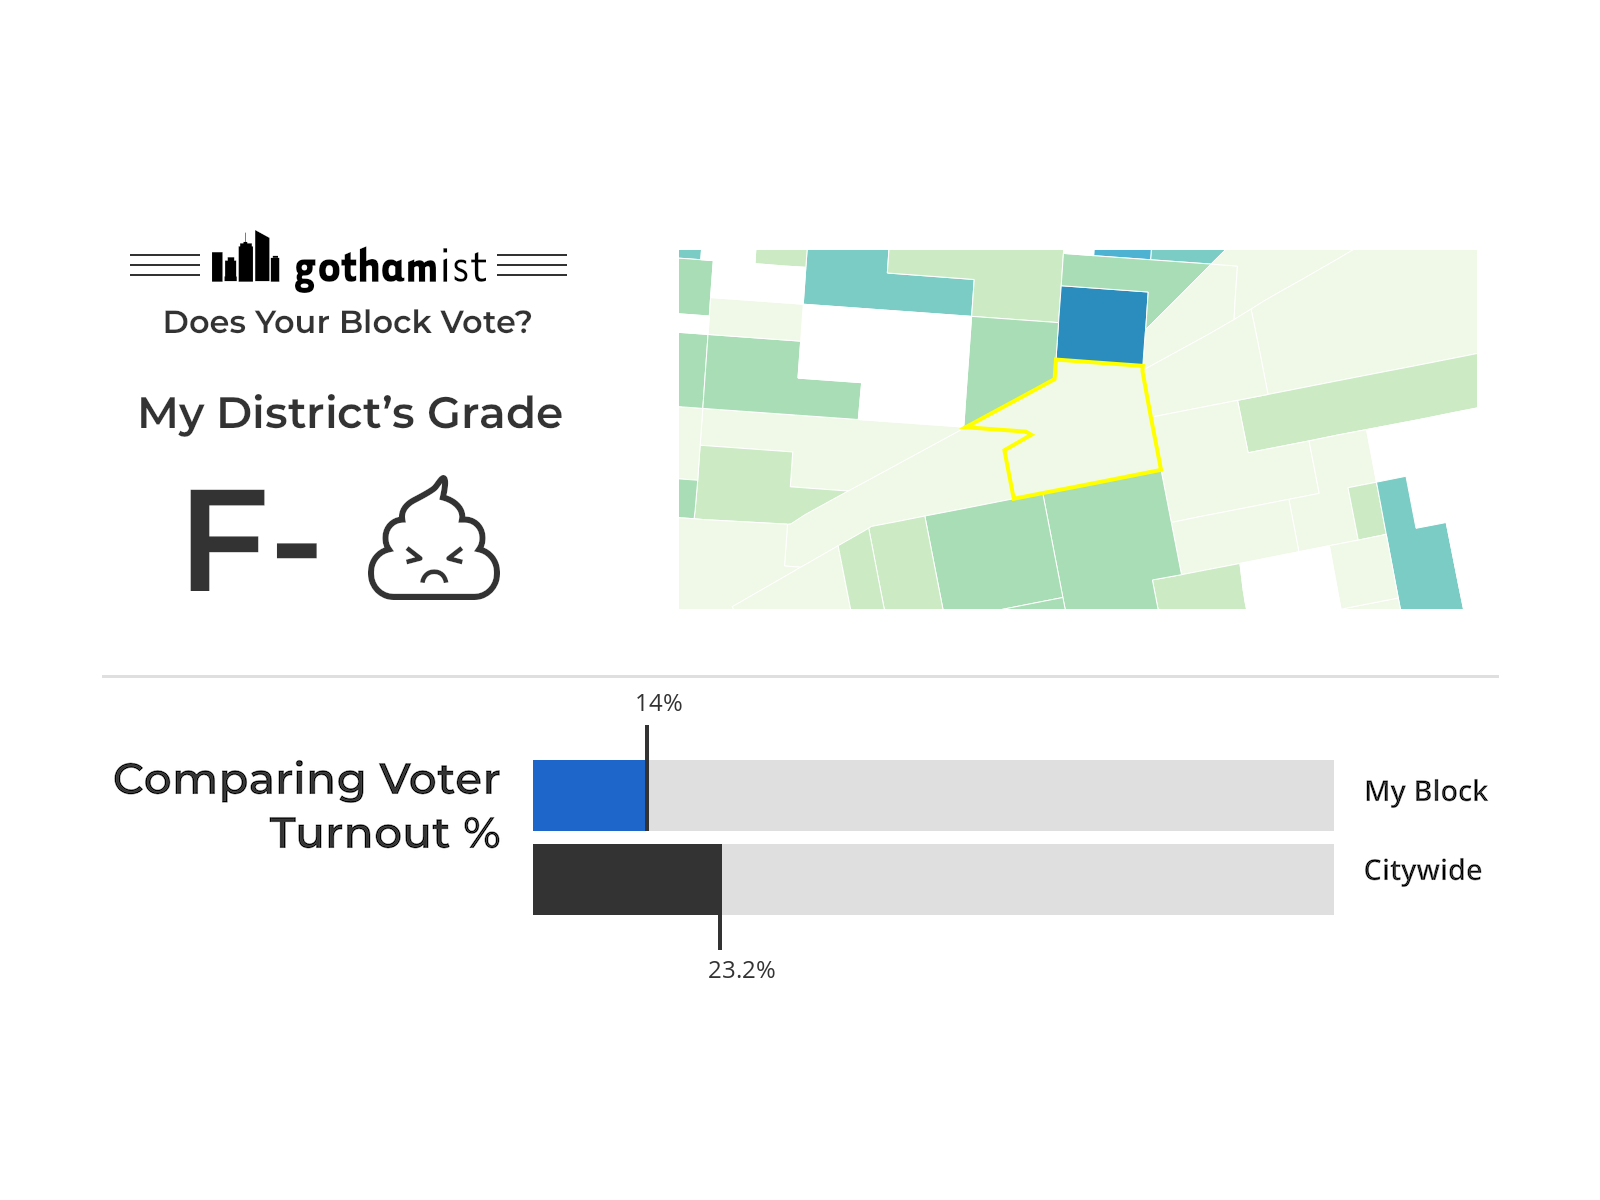 gothamist
Does Your Block Vote?
My District's Grade
F-
14%
Comparing Voter
Turnout %
My Block
Citywide
23.2%